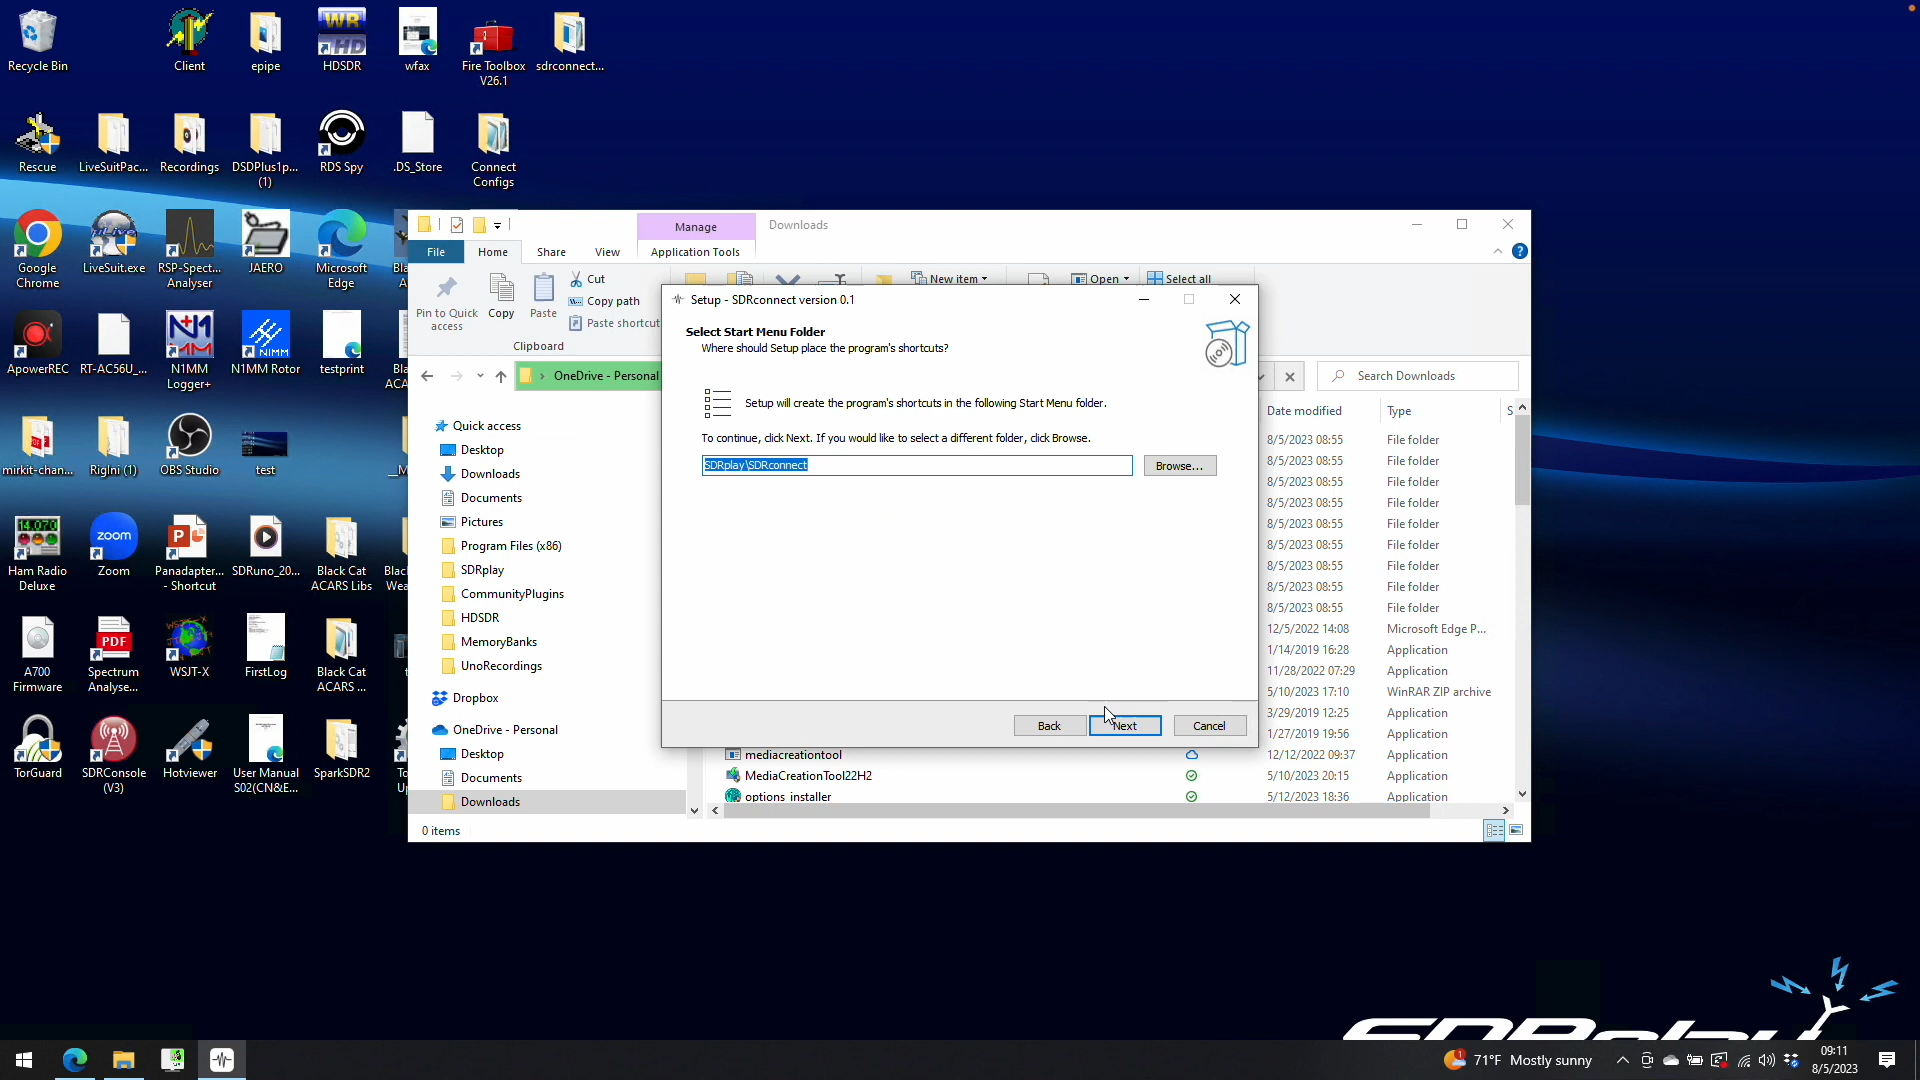 Recycle Bin
Client
epipe
HDSDR
wfax
Fire Toolbox
V26.1
sdrconnect...
Rescue
LiveSuitPac...
Recordings
DSDPlus1p...
(1)
RDS Spy
.DS_Store
Connect
Configs
Google
Chrome
LiveSuit.exe
RSP-Spect...
Analyser
JAERO
Microsoft
Edge
ApowerREC
RT-AC56U_...
N1MM
Logger+
N1MM Rotor
testprint
mirkit-chan...
RigIni (1)
OBS Studio
test
Ham Radio
Deluxe
Zoom
Panadapter...
- Shortcut
SDRuno_20...
Black Cat
ACARS Libs
A700
Firmware
Spectrum
Analyse...
WSJT-X
FirstLog
Black Cat
ACARS ...
TorGuard
SDRConsole
(V3)
Hotviewer
User Manual
S02(CN&E...
SparkSDR2
Manage
Downloads
File
Home
Share
View
Application Tools
Pin to Quick
access
Copy
Paste
Cut
Copy path
Paste shortcut
Clipboard
New item
Open
Select all
OneDrive - Personal
Search Downloads
Quick access
Desktop
Downloads
Documents
Pictures
Program Files (x86)
SDRplay
CommunityPlugins
HDSDR
MemoryBanks
UnoRecordings
Dropbox
OneDrive - Personal
Desktop
Documents
Downloads
0 items
Setup - SDRconnect version 0.1
Select Start Menu Folder
Where should Setup place the program's shortcuts?
Setup will create the program's shortcuts in the following Start Menu folder.
To continue, click Next. If you would like to select a different folder, click Browse.
SDRplay\SDRconnect
Browse...
Back
Next
Cancel
Date modified
Type
S
8/5/2023 08:55 File folder
8/5/2023 08:55 File folder
8/5/2023 08:55 File folder
8/5/2023 08:55 File folder
8/5/2023 08:55 File folder
8/5/2023 08:55 File folder
8/5/2023 08:55 File folder
8/5/2023 08:55 File folder
8/5/2023 08:55 File folder
12/5/2022 14:08 Microsoft Edge P...
1/14/2019 16:28 Application
11/28/2022 07:29 Application
5/10/2023 17:10 WinRAR ZIP archive
3/29/2019 12:25 Application
1/27/2019 19:56 Application
mediacreationtool 12/12/2022 09:37 Application
MediaCreationTool22H2 5/10/2023 20:15 Application
options_installer 5/12/2023 18:36 Application
71°F Mostly sunny
09:11
8/5/2023